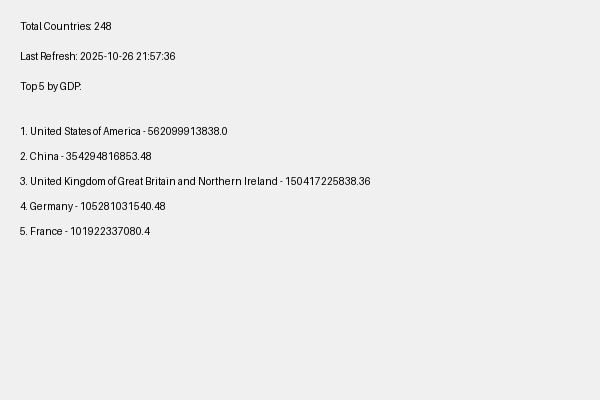 Total Countries: 248
Last Refresh: 2025-10-26 21:57:36
Top 5 by GDP:
1. United States of America - 562099913838.0
2. China - 354294816853.48
3. United Kingdom of Great Britain and Northern Ireland - 150417225838.36
4. Germany - 105281031540.48
5. France - 101922337080.4